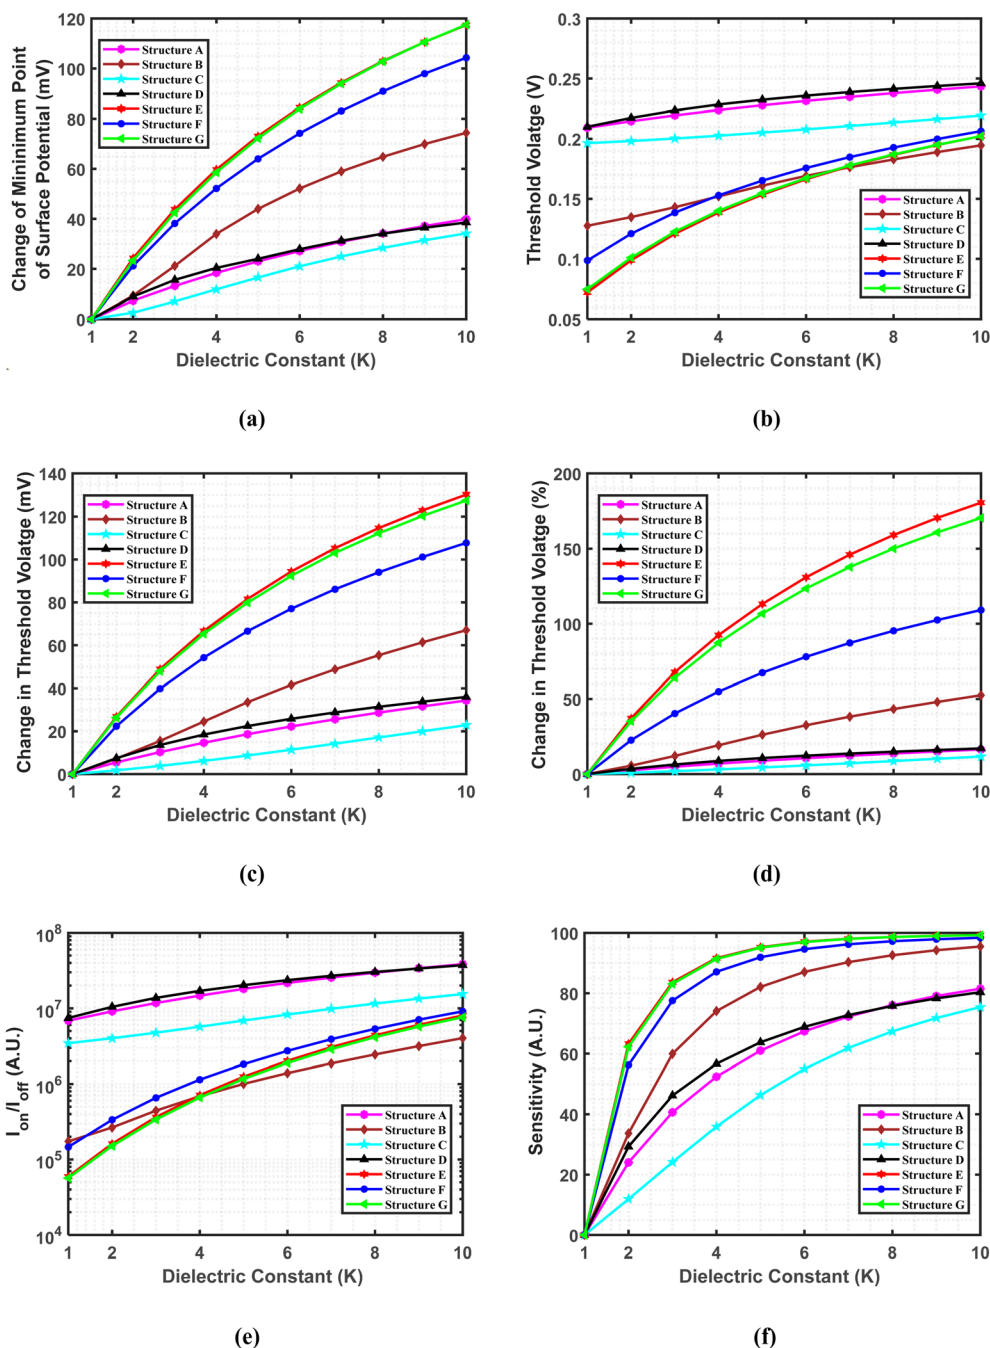 120
100
80
60
40
20
0
Change of Mininimum Point
of Surface Potential (mV)
Structure A
Structure B
Structure C
Structure D
Structure E
Structure F
Structure G
1 2 4 6 8 10
Dielectric Constant (K)
(a)
0.3
0.25
0.2
0.15
0.1
0.05
Threshold Volatge (V)
Structure A
Structure B
Structure C
Structure D
Structure E
Structure F
Structure G
1 2 4 6 8 10
Dielectric Constant (K)
(b)
140
120
100
80
60
40
20
0
Change in Threshold Volatge (mV)
Structure A
Structure B
Structure C
Structure D
Structure E
Structure F
Structure G
1 2 4 6 8 10
Dielectric Constant (K)
(c)
200
150
100
50
0
Change in Threshold Volatge (%)
Structure A
Structure B
Structure C
Structure D
Structure E
Structure F
Structure G
1 2 4 6 8 10
Dielectric Constant (K)
(d)
10^8
10^7
10^6
10^5
10^4
I_on/I_off (A.U.)
Structure A
Structure B
Structure C
Structure D
Structure E
Structure F
Structure G
1 2 4 6 8 10
Dielectric Constant (K)
(e)
100
80
60
40
20
0
Sensitivity (A.U.)
Structure A
Structure B
Structure C
Structure D
Structure E
Structure F
Structure G
1 2 4 6 8 10
Dielectric Constant (K)
(f)